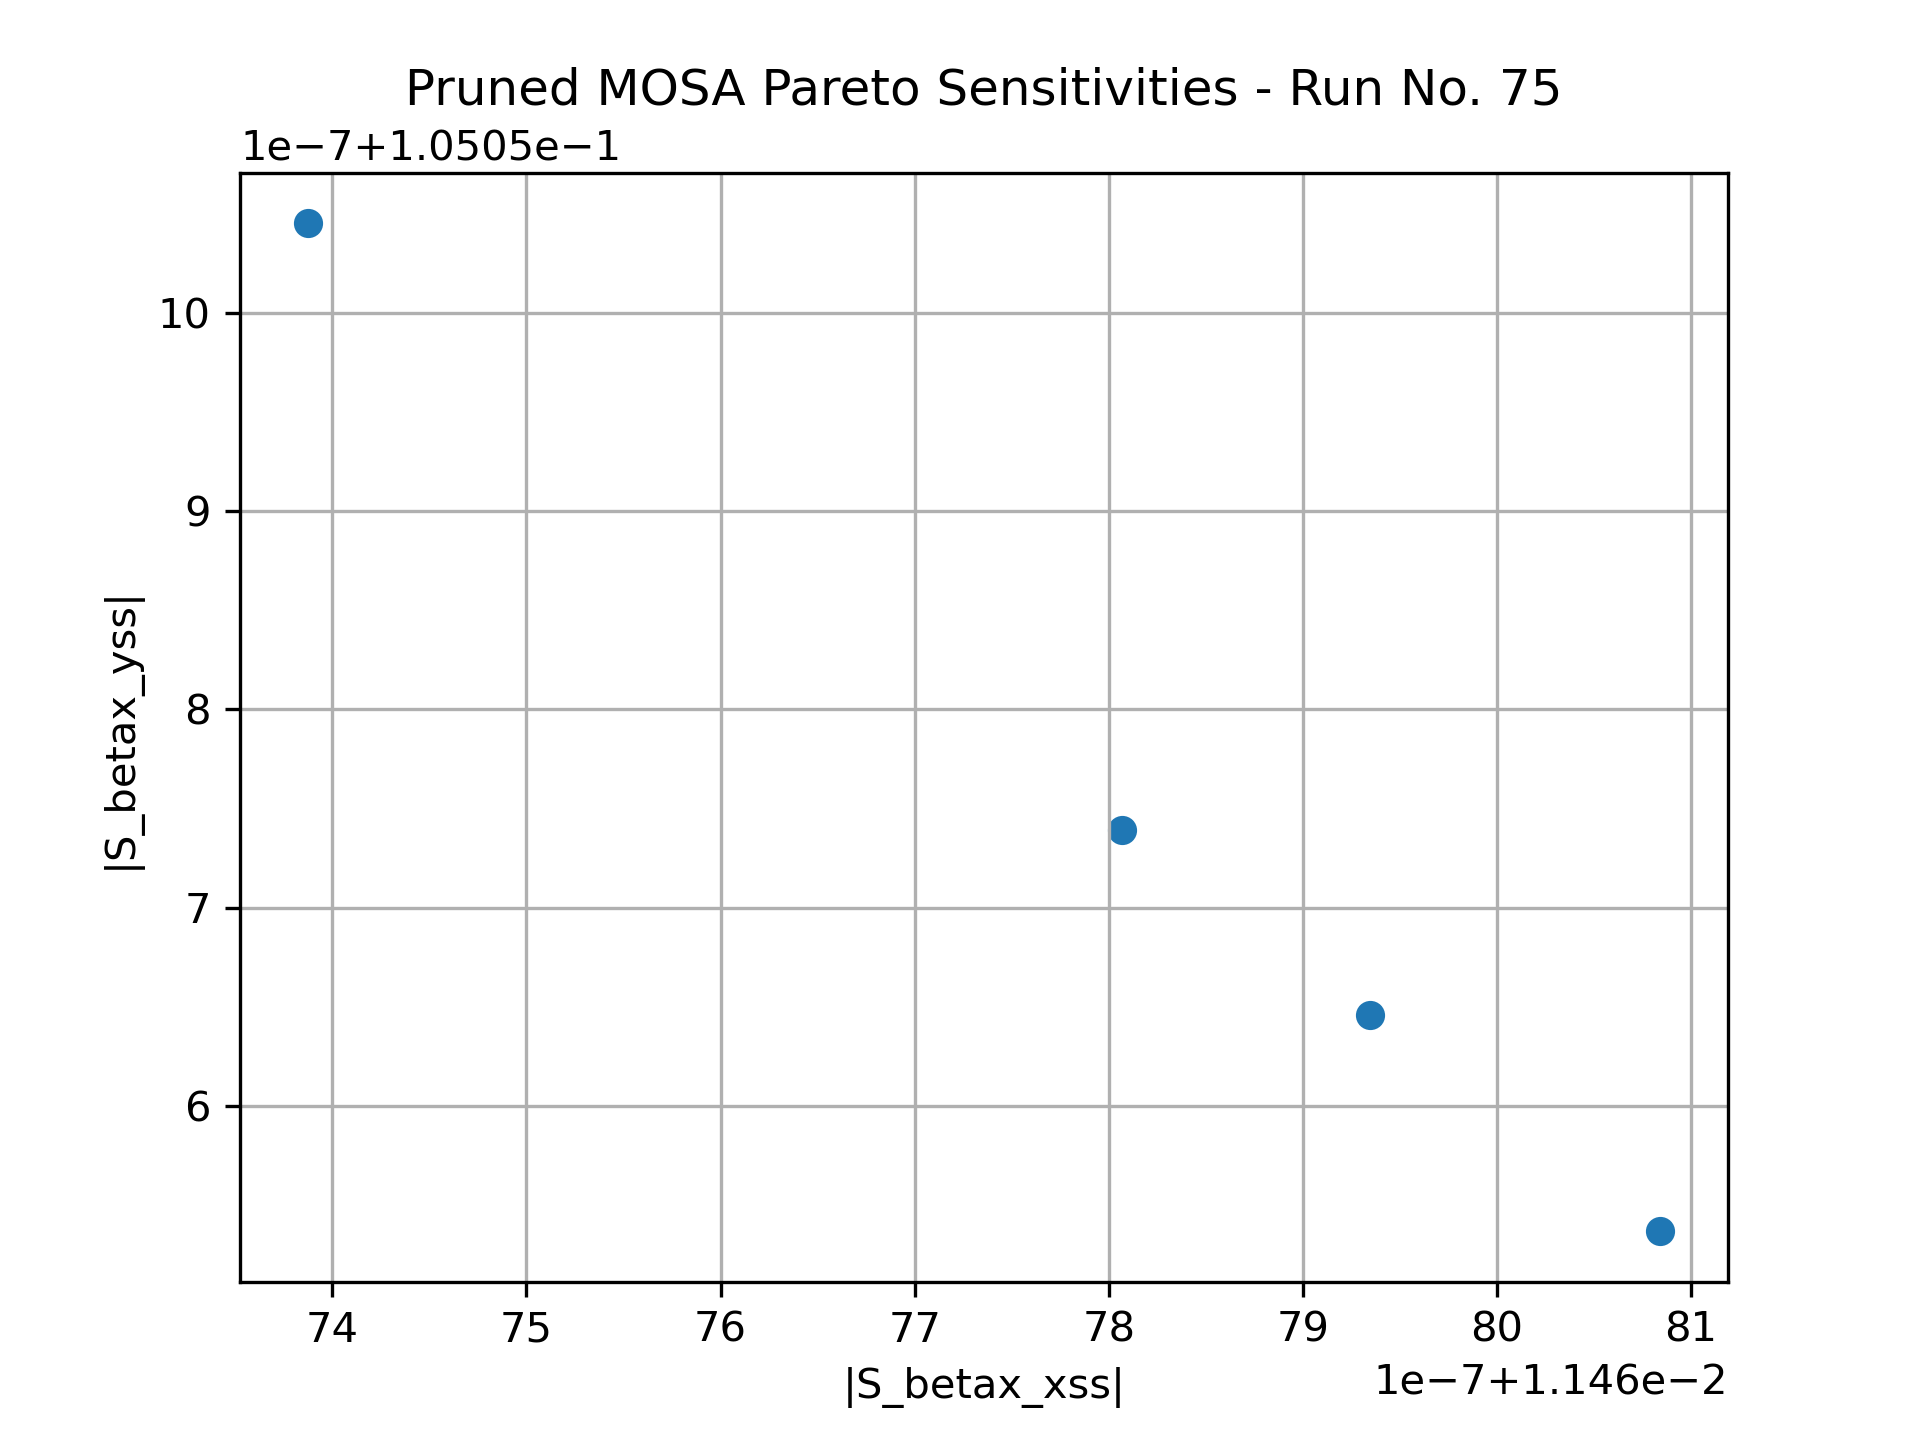 Pruned MOSA Pareto Sensitivities - Run No. 75
1e−7+1.0505e−1
10
9
8
7
6
|S_betax_yss|
74 75 76 77 78 79 80 81
|S_betax_xss|
1e−7+1.146e−2